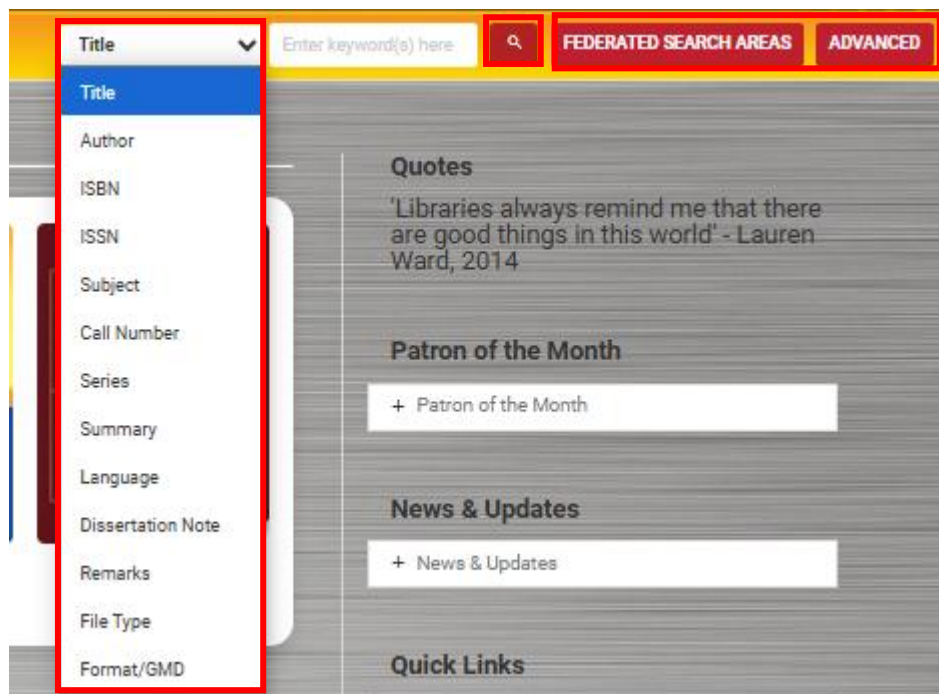 Title
Enter keyword(s) here
FEDERATED SEARCH AREAS
ADVANCED
Title
Author
ISBN
ISSN
Subject
Call Number
Series
Summary
Language
Dissertation Note
Remarks
File Type
Format/GMD
Quotes
'Libraries always remind me that there
are good things in this world' - Lauren
Ward, 2014
Patron of the Month
+ Patron of the Month
News & Updates
+ News & Updates
Quick Links